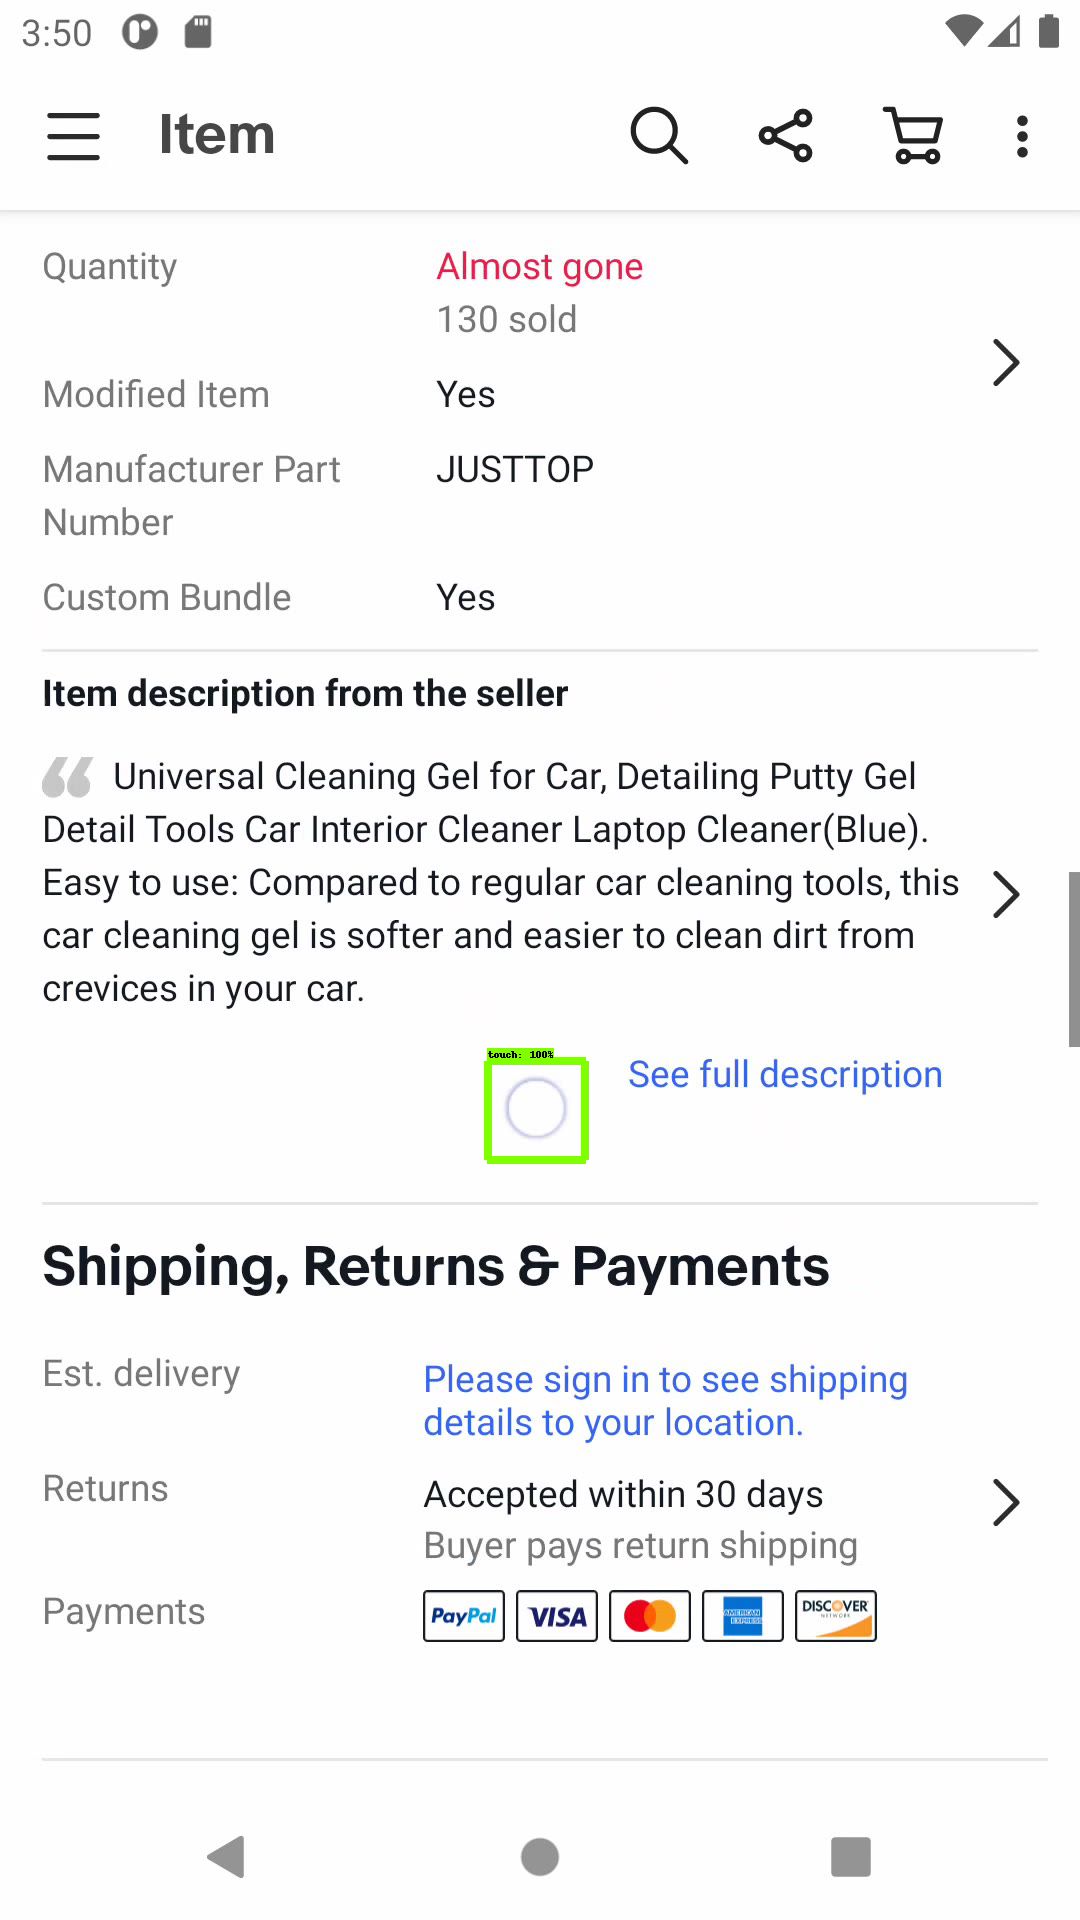 3:50
Item
Quantity
Almost gone
130 sold
Modified Item
Yes
Manufacturer Part
Number
JUSTTOP
Custom Bundle
Yes
Item description from the seller
Universal Cleaning Gel for Car, Detailing Putty Gel
Detail Tools Car Interior Cleaner Laptop Cleaner(Blue).
Easy to use: Compared to regular car cleaning tools, this
car cleaning gel is softer and easier to clean dirt from
crevices in your car.
touch: 100%
See full description
Shipping, Returns & Payments
Est. delivery
Please sign in to see shipping
details to your location.
Returns
Accepted within 30 days
Buyer pays return shipping
Payments
PayPal
VISA
AMERICAN
EXPRESS
DISCOVER
NETWORK